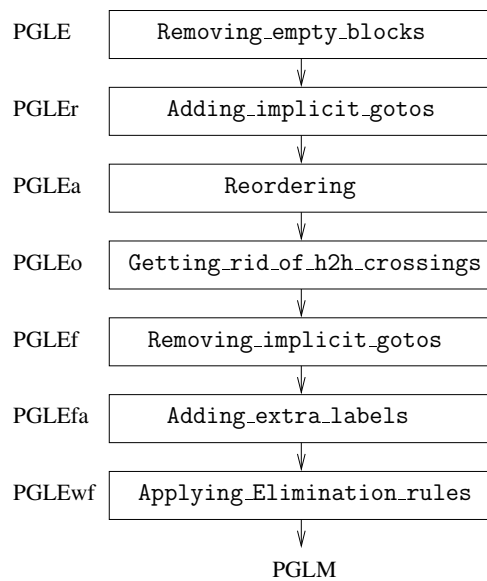 PGLE Removing_empty_blocks
PGLEr Adding_implicit_gotos
PGLEa Reordering
PGLEo Getting_rid_of_h2h_crossings
PGLEf Removing_implicit_gotos
PGLEfa Adding_extra_labels
PGLEwf Applying_Elimination_rules
PGLM